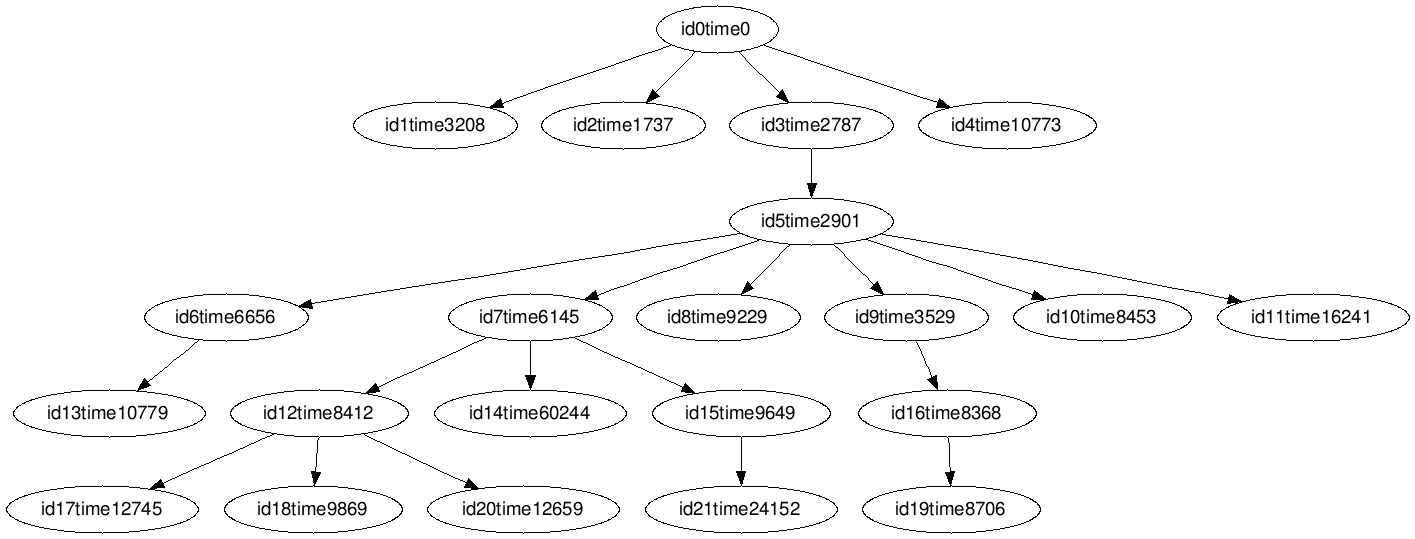 id0time0
id1time3208
id2time1737
id3time2787
id4time10773
id5time2901
id6time6656
id7time6145
id8time9229
id9time3529
id10time8453
id11time16241
id13time10779
id12time8412
id14time60244
id15time9649
id16time8368
id17time12745
id18time9869
id20time12659
id21time24152
id19time8706